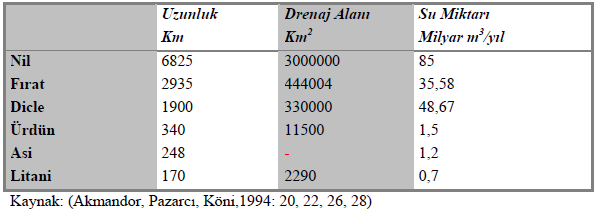 Uzunluk Drenaj Alanı Su Miktarı
Km Km² Milyar m³/yıl
Nil 6825 3000000 85
Fırat 2935 444004 35,58
Dicle 1900 330000 48,67
Ürdün 340 11500 1,5
Asi 248 - 1,2
Litani 170 2290 0,7
Kaynak: (Akmandor, Pazarcı, Köni,1994: 20, 22, 26, 28)